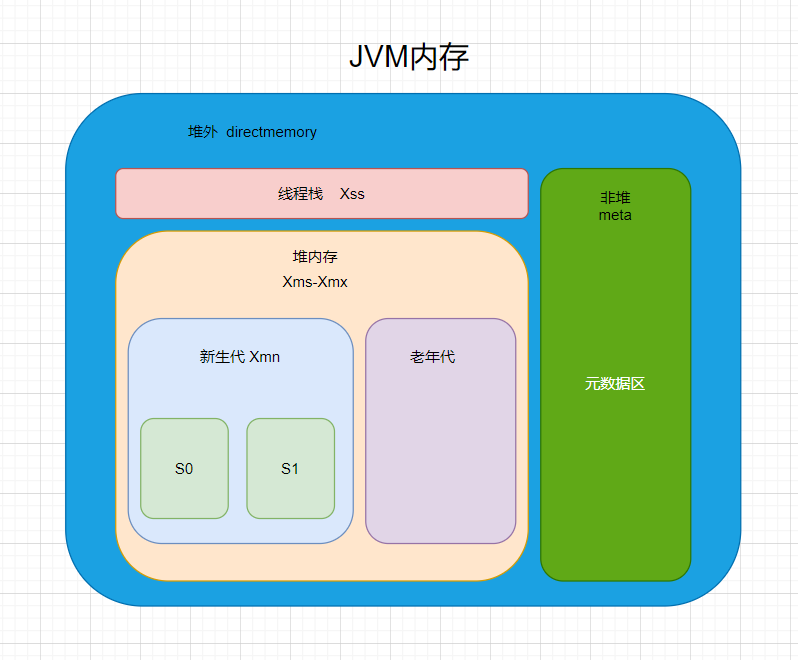 JVM内存
堆外 directmemory
线程栈 Xss
非堆
meta
堆内存
Xms-Xmx
新生代 Xmn
老年代
元数据区
S0
S1